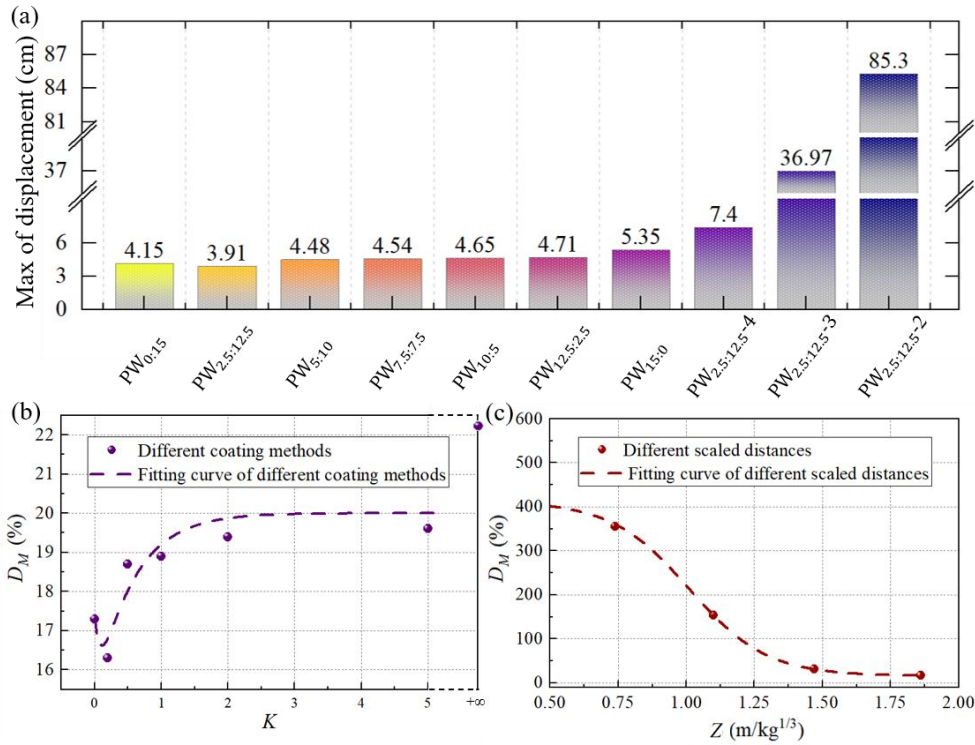 (a)
Max of displacement (cm)
87
84
81
37
6
3
0
4.15
3.91
4.48
4.54
4.65
4.71
5.35
7.4
36.97
85.3
PW0:15
PW2.5:12.5
PW5:10
PW7.5:7.5
PW10:5
PW12.5:2.5
PW15:0
PW2.5:12.5-4
PW2.5:12.5-3
PW2.5:12.5-2
(b)
22
21
20
19
18
17
16
DM (%)
Different coating methods
Fitting curve of different coating methods
0
1
2
3
4
5
+∞
K
(c)
600
500
400
300
200
100
0
DM (%)
Different scaled distances
Fitting curve of different scaled distances
0.50
0.75
1.00
1.25
1.50
1.75
2.00
Z (m/kg1/3)